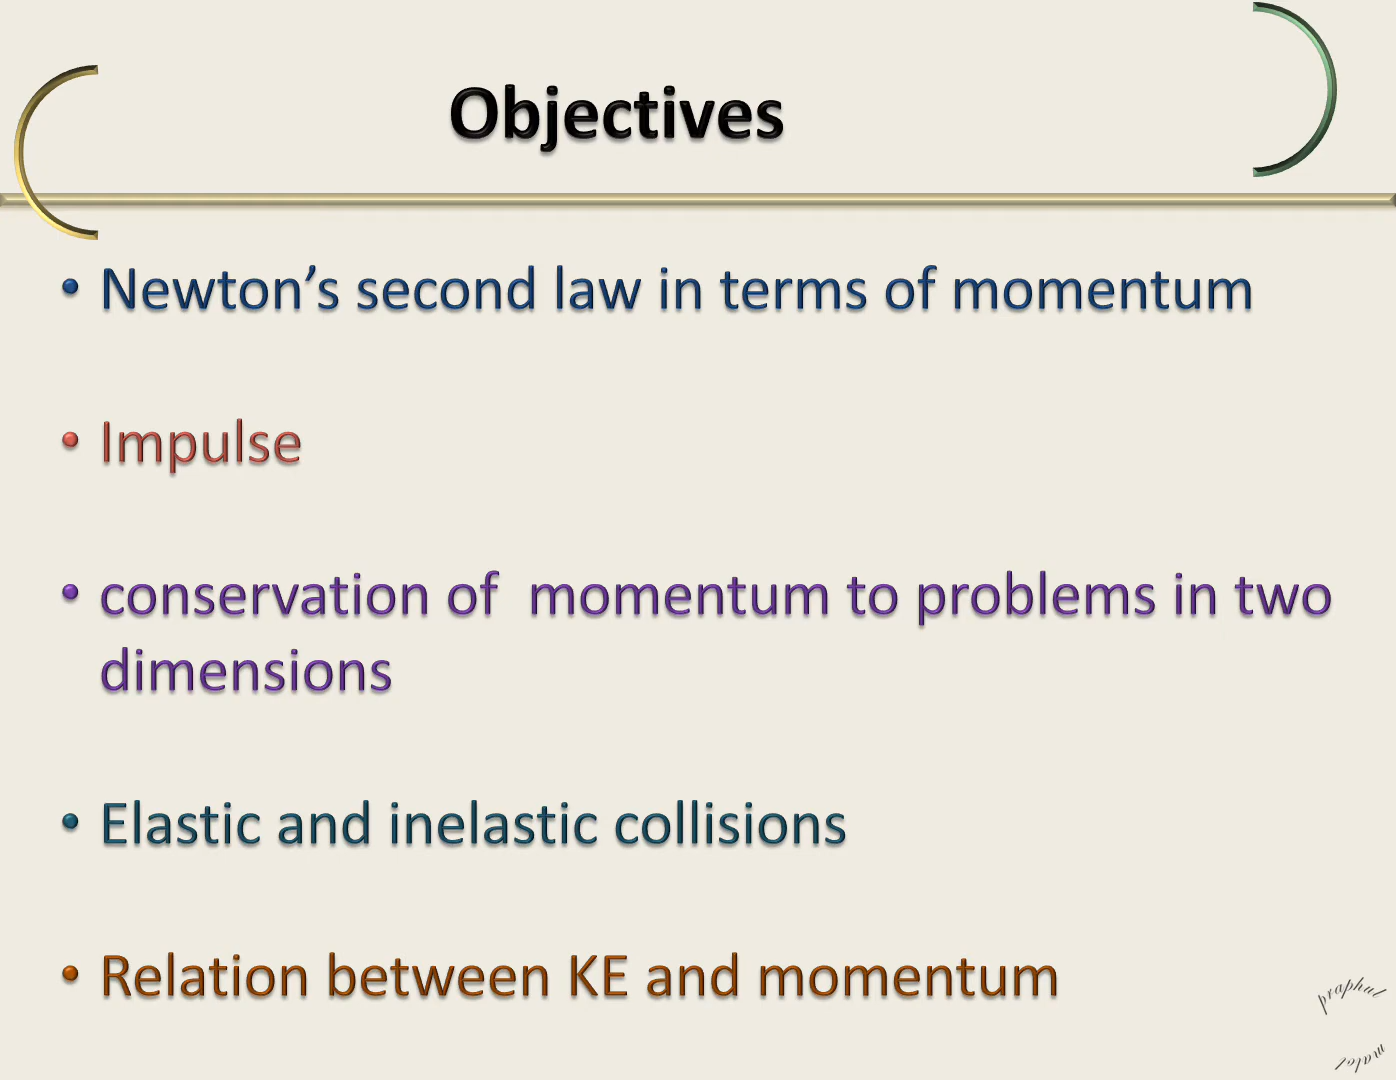 Objectives
• Newton’s second law in terms of momentum
• Impulse
• conservation of  momentum to problems in two
dimensions
• Elastic and inelastic collisions
• Relation between KE and momentum
praphul